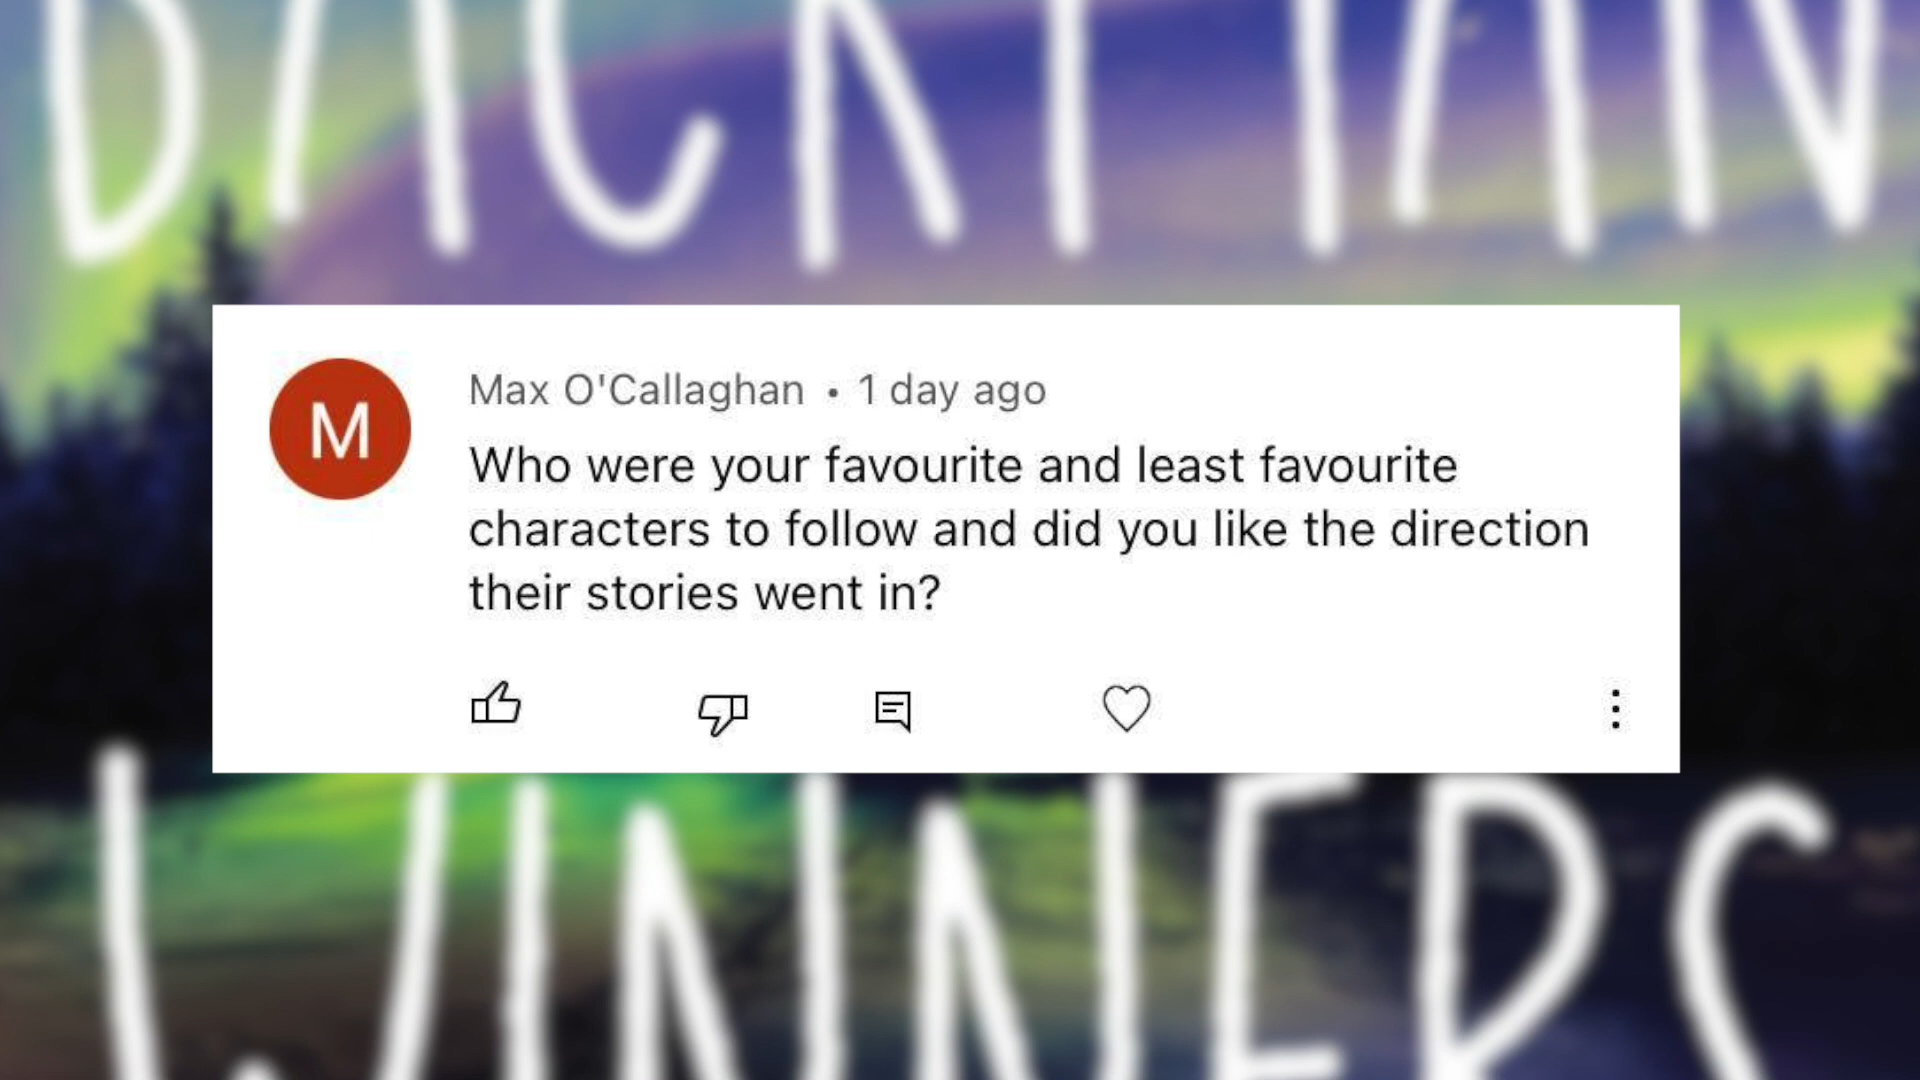 M
Max O'Callaghan • 1 day ago
Who were your favourite and least favourite
characters to follow and did you like the direction
their stories went in?
WINNERS